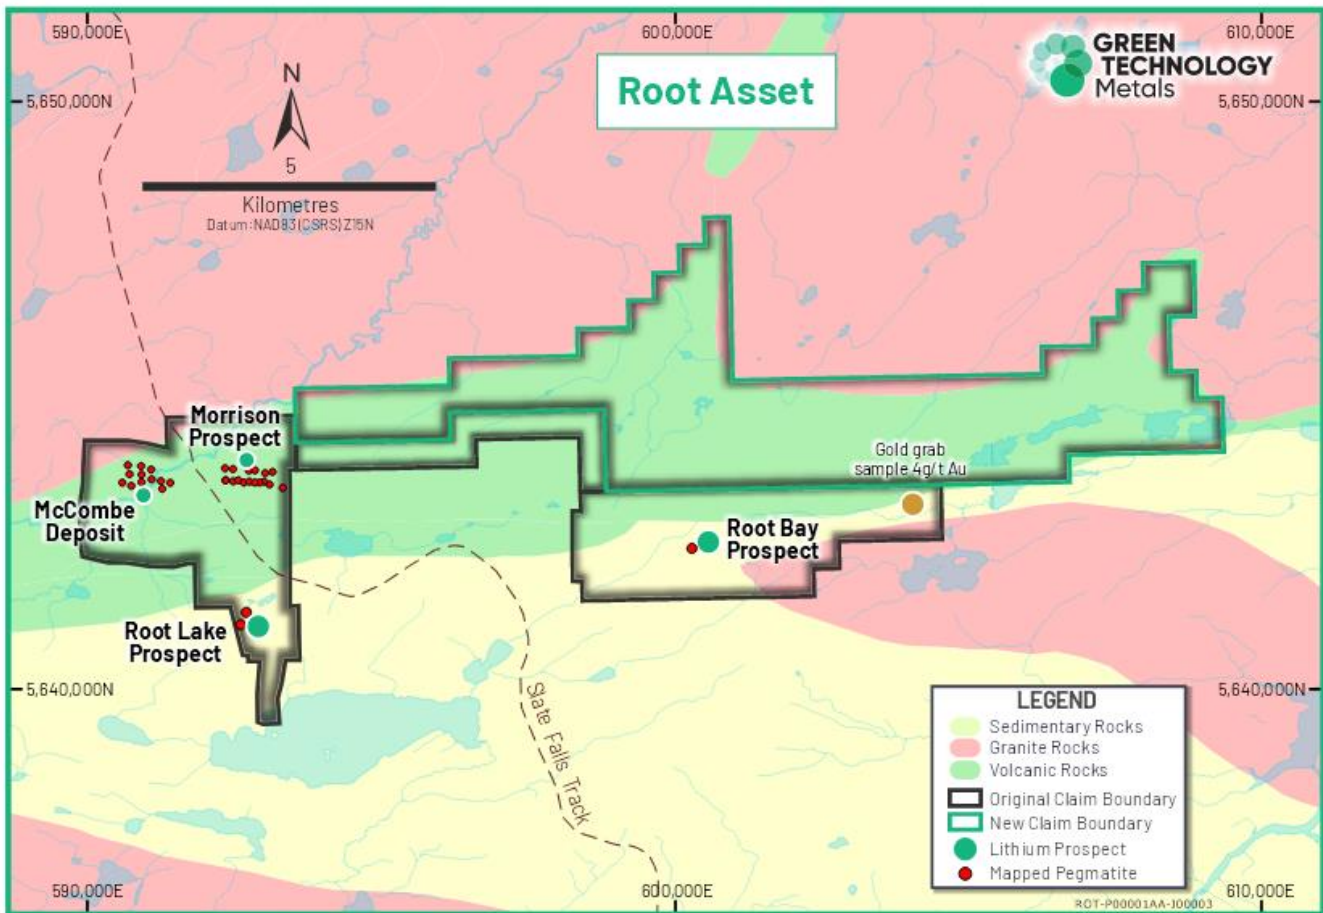 590,000E
600,000E
610,000E
GREEN
TECHNOLOGY
Metals
Root Asset
N
5,650,000N
5,650,000N
5
Kilometres
Datum:NAD83(CSRS)Z15N
Morrison
Prospect
Gold grab
sample 4g/t Au
McCombe
Deposit
Root Bay
Prospect
Root Lake
Prospect
5,640,000N
5,640,000N
Slate Falls Track
LEGEND
Sedimentary Rocks
Granite Rocks
Volcanic Rocks
Original Claim Boundary
New Claim Boundary
Lithium Prospect
Mapped Pegmatite
590,000E
600,000E
610,000E
ROT-P00001AA-J00003